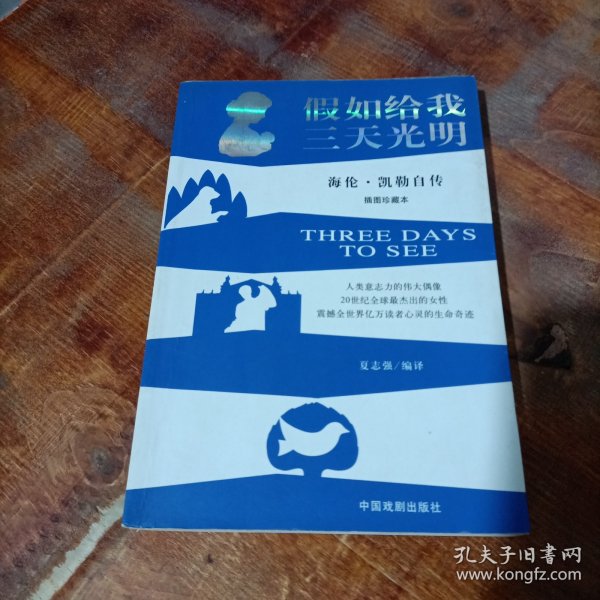 假如给我
三天光明
海伦·凯勒自传
插图珍藏本
THREE DAYS
TO SEE
人类意志力的伟大偶像
20世纪全球最杰出的女性
震撼全世界亿万读者心灵的生命奇迹
夏志强/编译
中国戏剧出版社
孔夫子旧书网
www.kongfz.com